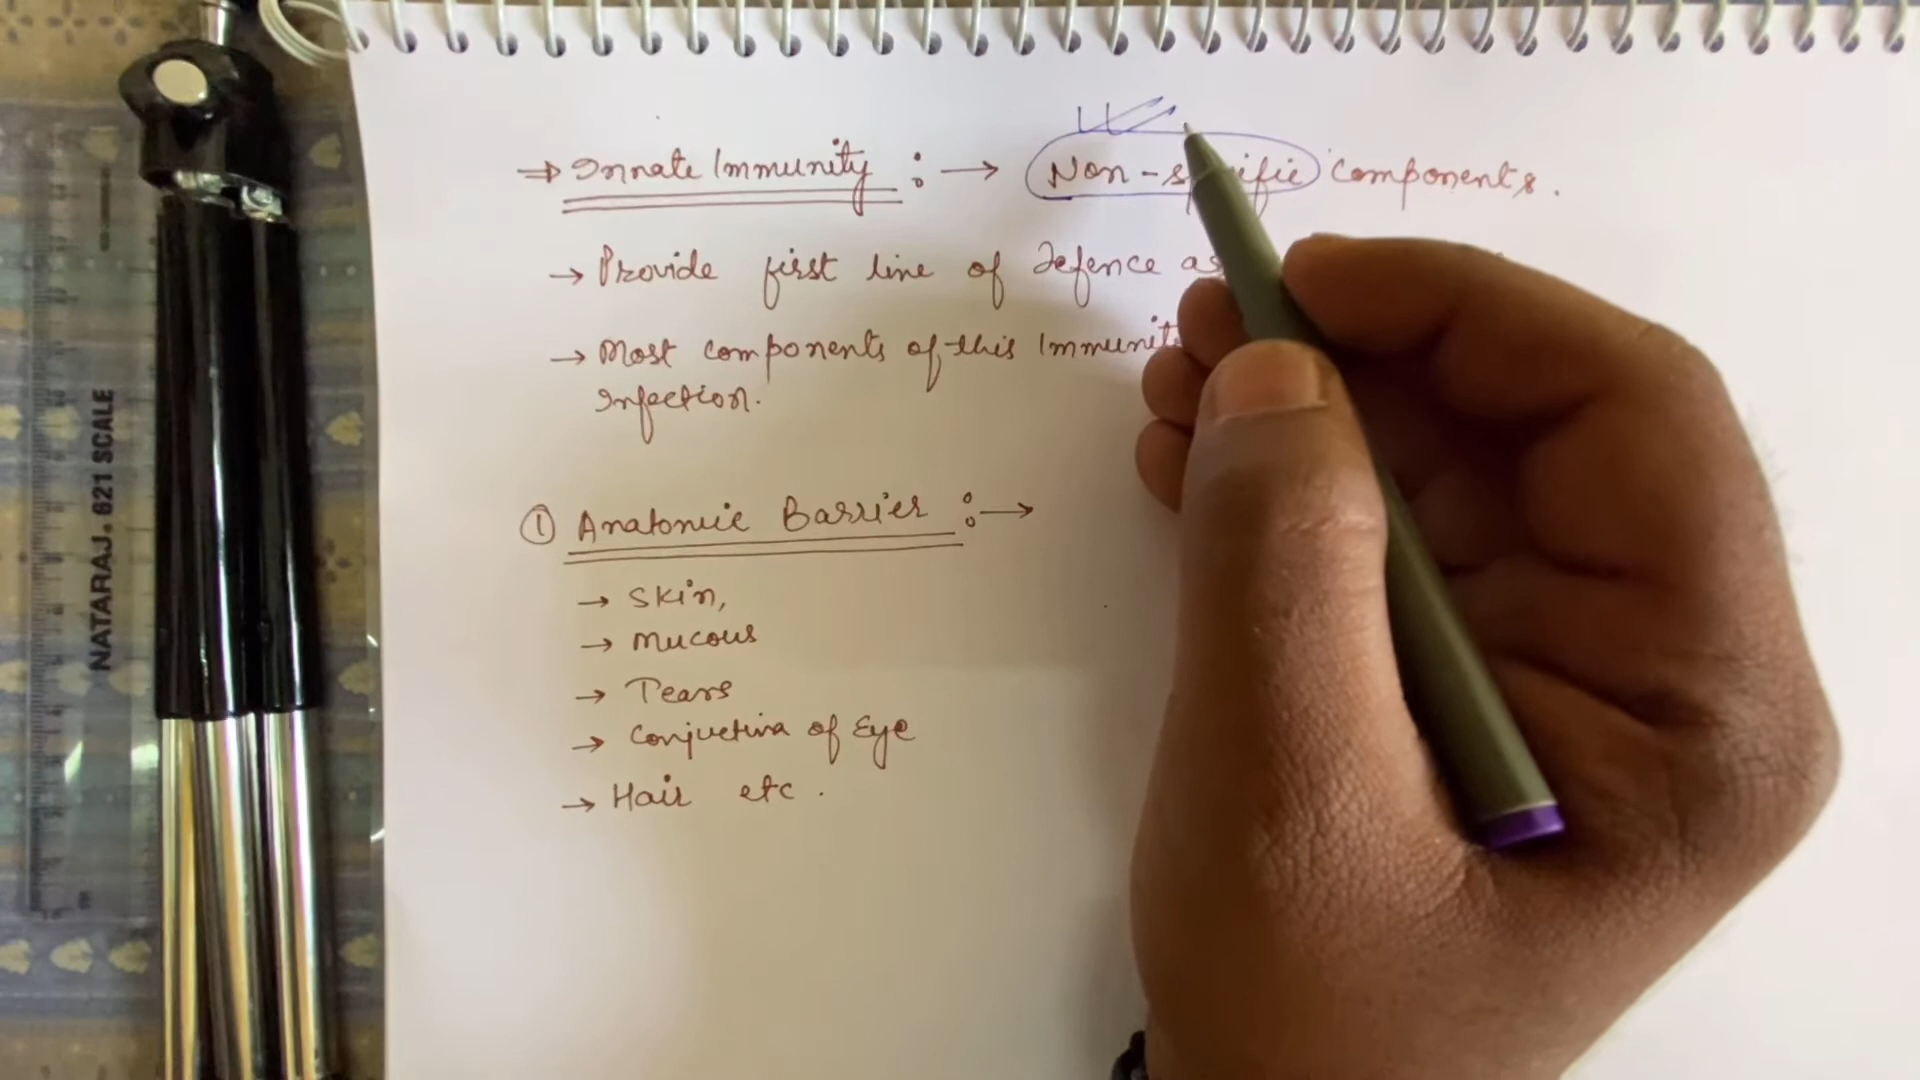 ⇒ Innate Immunity : → Non-specific components.
→ Provide first line of Defence as
→ Most components of this Immunit
Infection.
① Anatomic Barrier : →
→ Skin,
→ Mucous
→ Tears
→ Conjuctiva of Eye
→ Hair etc.
NATARAJ. 621 SCALE